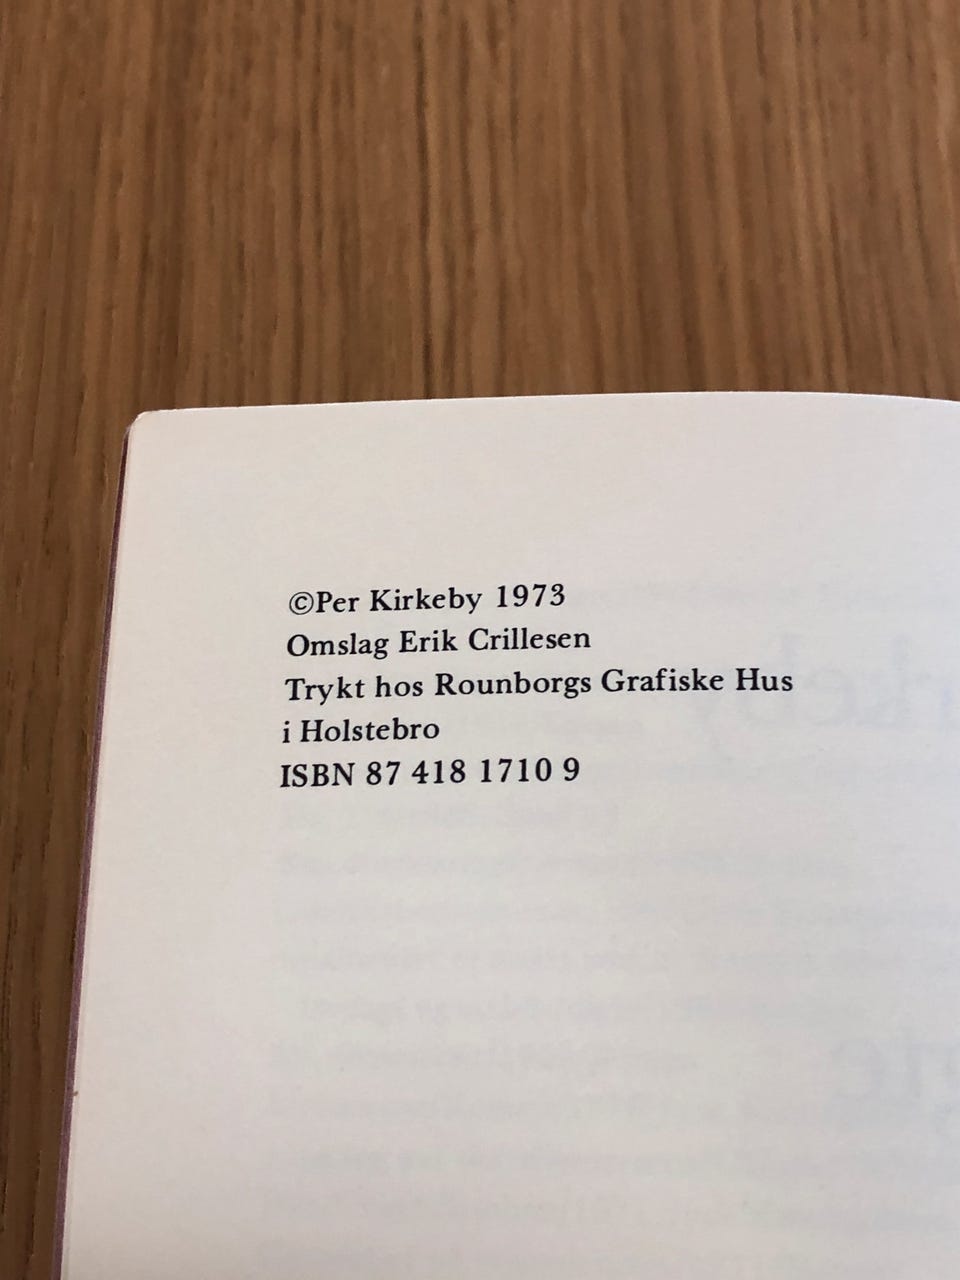 ©Per Kirkeby 1973
Omslag Erik Crillesen
Trykt hos Rounborgs Grafiske Hus
i Holstebro
ISBN 87 418 1710 9